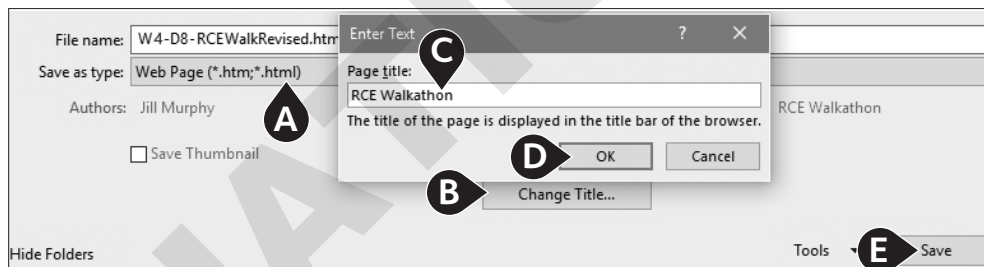 File name: W4-D8-RCEWalkRevised.htm
Enter Text ? ×
Save as type: Web Page (*.htm;*.html)
Page title:
C
RCE Walkathon
Authors: Jill Murphy
A
RCE Walkathon
The title of the page is displayed in the title bar of the browser.
Save Thumbnail
D
OK Cancel
B
Change Title...
Hide Folders
Tools
E
Save